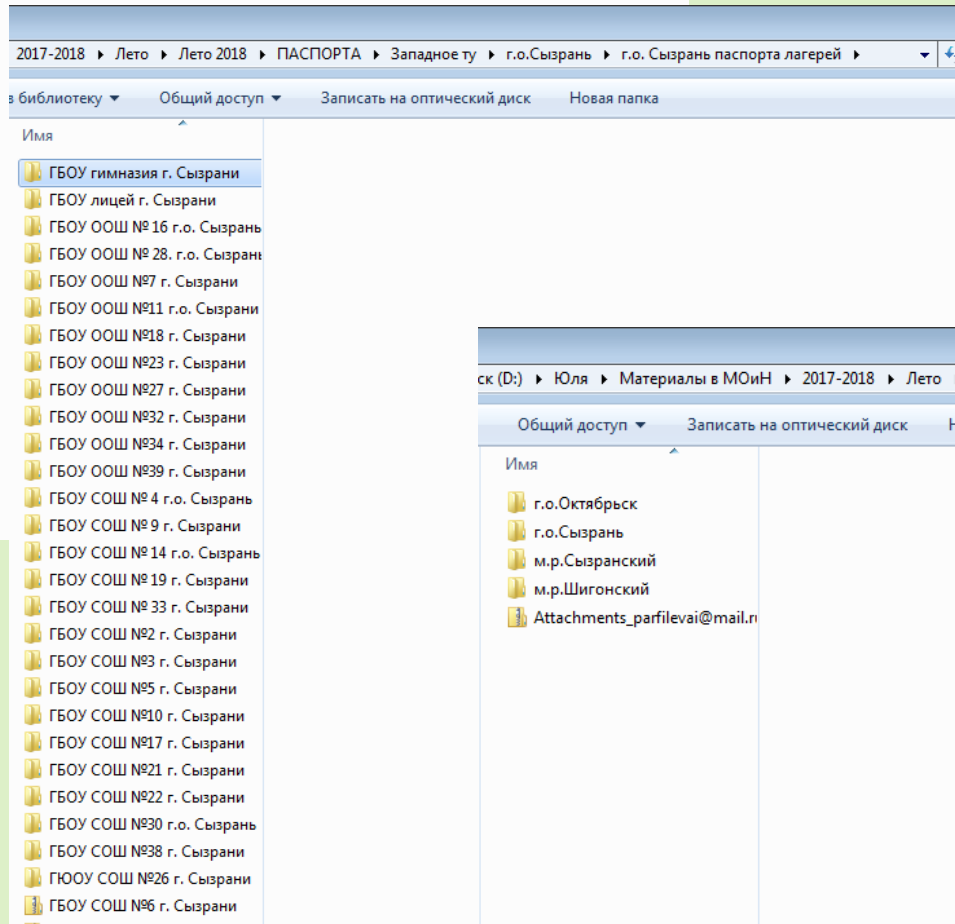 2017-2018 ▸ Лето ▸ Лето 2018 ▸ ПАСПОРТА ▸ Западное ту ▸ г.о.Сызрань ▸ г.о. Сызрань паспорта лагерей ▸
в библиотеку ▾ Общий доступ ▾ Записать на оптический диск Новая папка
Имя
ГБОУ гимназия г. Сызрани
ГБОУ лицей г. Сызрани
ГБОУ ООШ № 16 г.о. Сызрань
ГБОУ ООШ № 28. г.о. Сызрань
ГБОУ ООШ №7 г. Сызрани
ГБОУ ООШ №11 г.о. Сызрани
ГБОУ ООШ №18 г. Сызрани
ГБОУ ООШ №23 г. Сызрани
ГБОУ ООШ №27 г. Сызрани
ГБОУ ООШ №32 г. Сызрани
ГБОУ ООШ №34 г. Сызрани
ГБОУ ООШ №39 г. Сызрани
ГБОУ СОШ № 4 г.о. Сызрань
ГБОУ СОШ № 9 г. Сызрани
ГБОУ СОШ № 14 г.о. Сызрань
ГБОУ СОШ № 19 г. Сызрани
ГБОУ СОШ № 33 г. Сызрани
ГБОУ СОШ №2 г. Сызрани
ГБОУ СОШ №3 г. Сызрани
ГБОУ СОШ №5 г. Сызрани
ГБОУ СОШ №10 г. Сызрани
ГБОУ СОШ №17 г. Сызрани
ГБОУ СОШ №21 г. Сызрани
ГБОУ СОШ №22 г. Сызрани
ГБОУ СОШ №30 г.о. Сызрань
ГБОУ СОШ №38 г. Сызрани
ГЮОУ СОШ №26 г. Сызрани
ГБОУ СОШ №6 г. Сызрани
ск (D:) ▸ Юля ▸ Материалы в МОиН ▸ 2017-2018 ▸ Лето
Общий доступ ▾ Записать на оптический диск Н
Имя
г.о.Октябрьск
г.о.Сызрань
м.р.Сызранский
м.р.Шигонский
Attachments_parfilevai@mail.ru